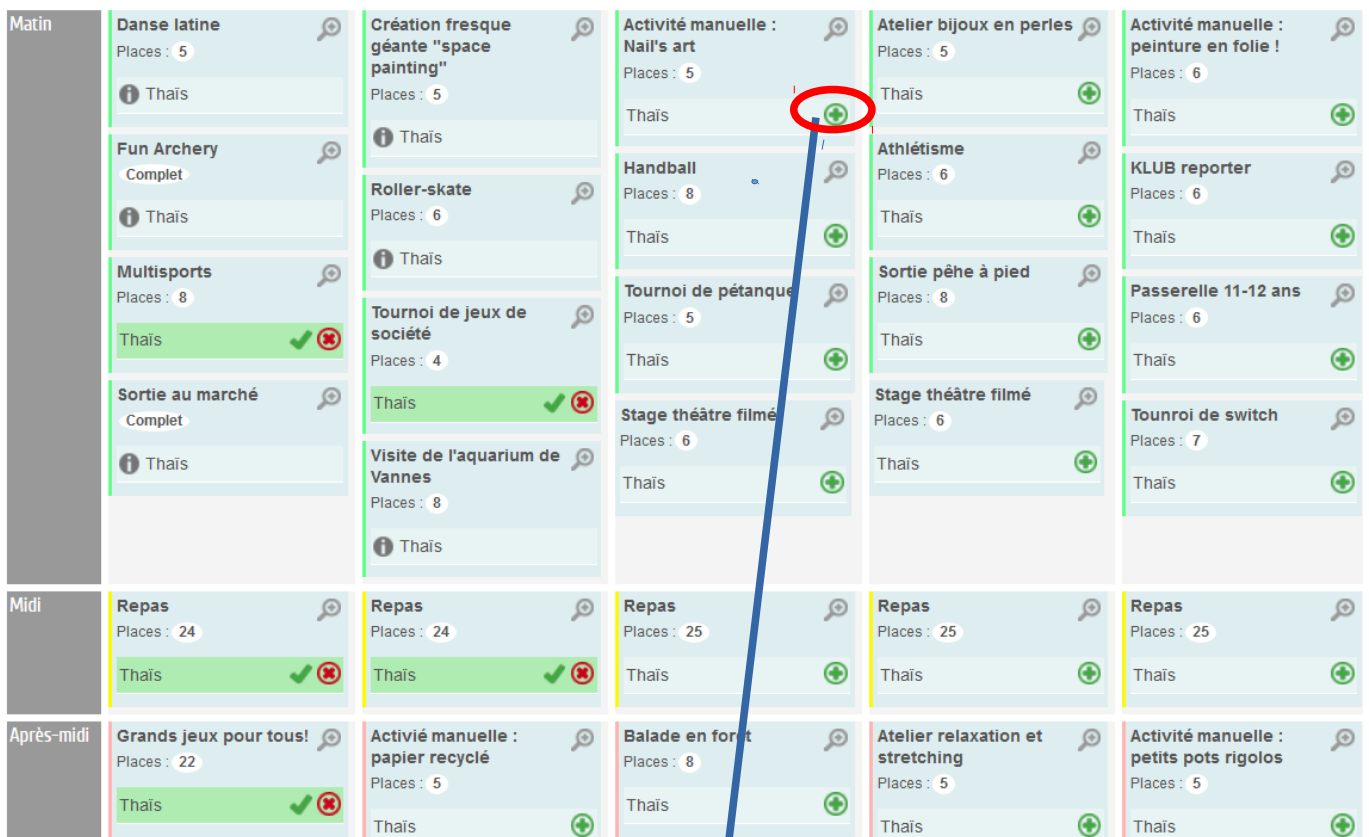 Matin
Danse latine
Places : 5
Thaïs
Fun Archery
Complet
Thaïs
Multisports
Places : 8
Thaïs
Sortie au marché
Complet
Thaïs
Création fresque
géante "space
painting"
Places : 5
Thaïs
Roller-skate
Places : 6
Thaïs
Tournoi de jeux de
société
Places : 4
Thaïs
Visite de l'aquarium de
Vannes
Places : 8
Thaïs
Activité manuelle :
Nail's art
Places : 5
Thaïs
Handball
Places : 8
Thaïs
Tournoi de pétanque
Places : 5
Thaïs
Stage théâtre filmé
Places : 6
Thaïs
Atelier bijoux en perles
Places : 5
Thaïs
Athlétisme
Places : 6
Thaïs
Sortie pêhe à pied
Places : 8
Thaïs
Stage théâtre filmé
Places : 6
Thaïs
Activité manuelle :
peinture en folie !
Places : 6
Thaïs
KLUB reporter
Places : 6
Thaïs
Passerelle 11-12 ans
Places : 6
Thaïs
Tounroi de switch
Places : 7
Thaïs
Midi
Repas
Places : 24
Thaïs
Repas
Places : 24
Thaïs
Repas
Places : 25
Thaïs
Repas
Places : 25
Thaïs
Repas
Places : 25
Thaïs
Après-midi
Grands jeux pour tous!
Places : 22
Thaïs
Activié manuelle :
papier recyclé
Places : 5
Thaïs
Balade en forêt
Places : 8
Thaïs
Atelier relaxation et
stretching
Places : 5
Thaïs
Activité manuelle :
petits pots rigolos
Places : 5
Thaïs